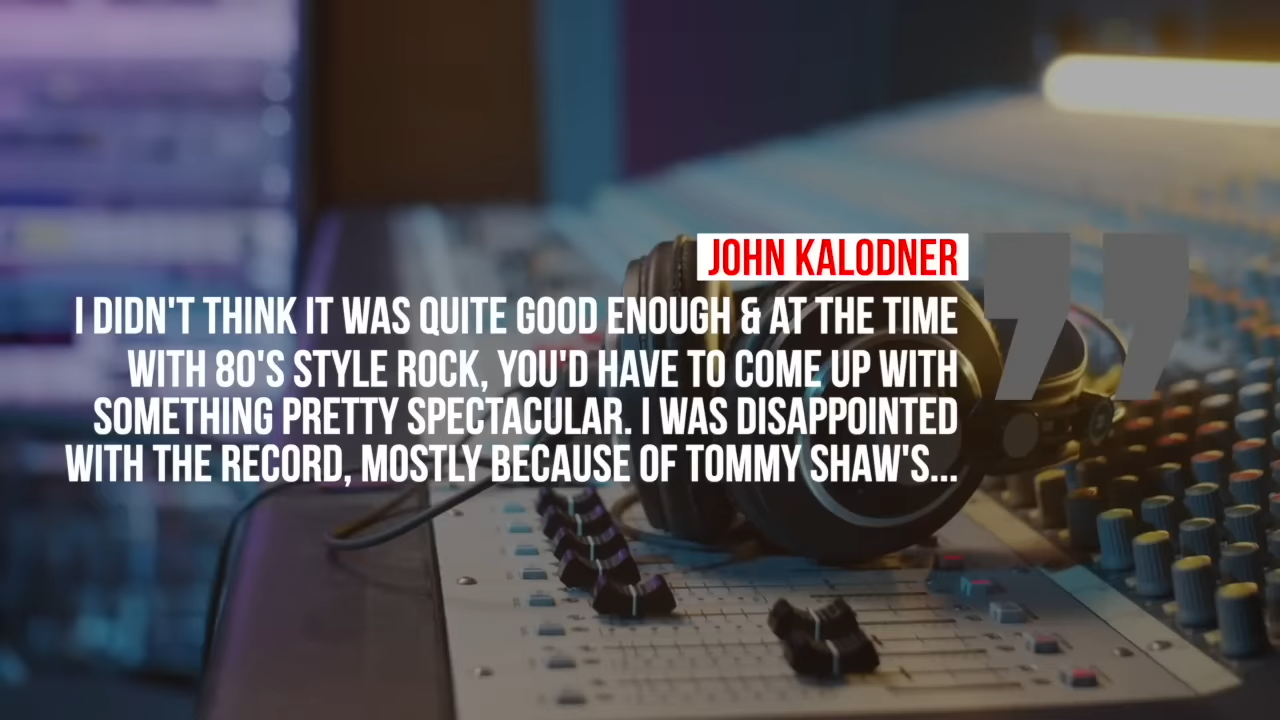 JOHN KALODNER
I DIDN'T THINK IT WAS QUITE GOOD ENOUGH & AT THE TIME
WITH 80'S STYLE ROCK, YOU'D HAVE TO COME UP WITH
SOMETHING PRETTY SPECTACULAR. I WAS DISAPPOINTED
WITH THE RECORD, MOSTLY BECAUSE OF TOMMY SHAW'S...